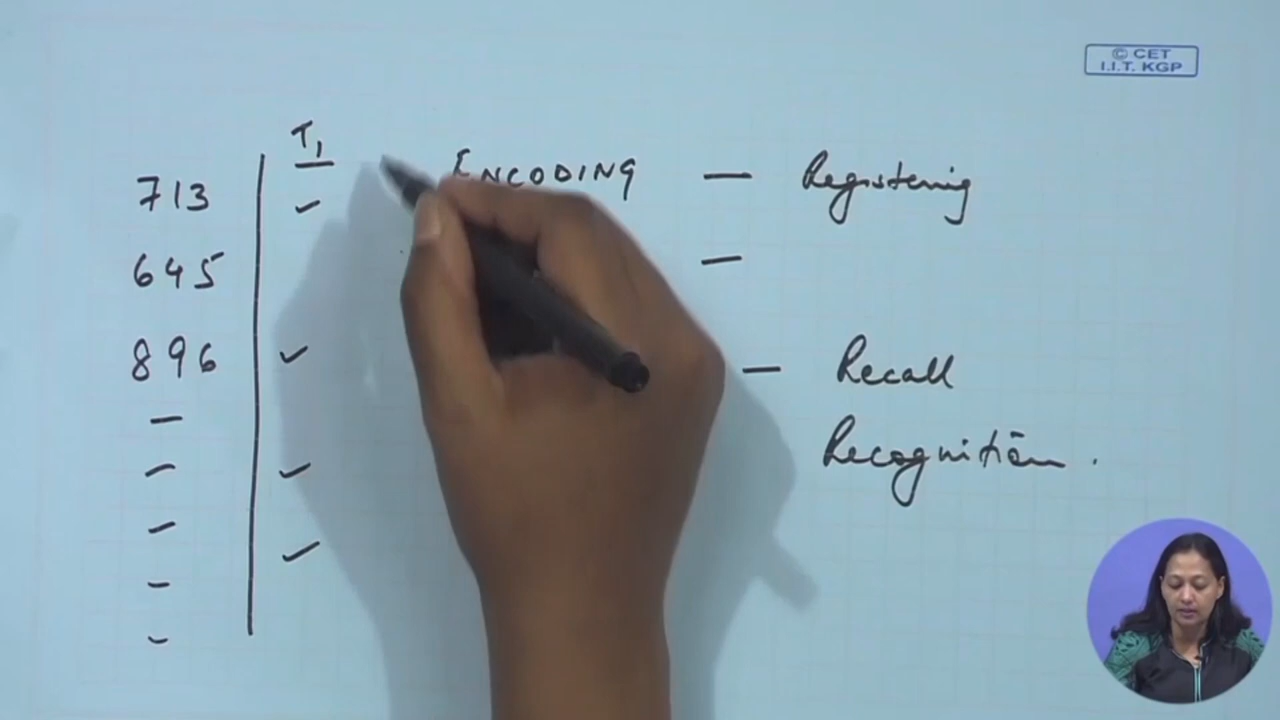 © CET
I.I.T. KGP
T1
713 ✓ ENCODING — Registering
645 —
896 ✓ — Recall
—
Recognition.
— ✓
— ✓
—
—